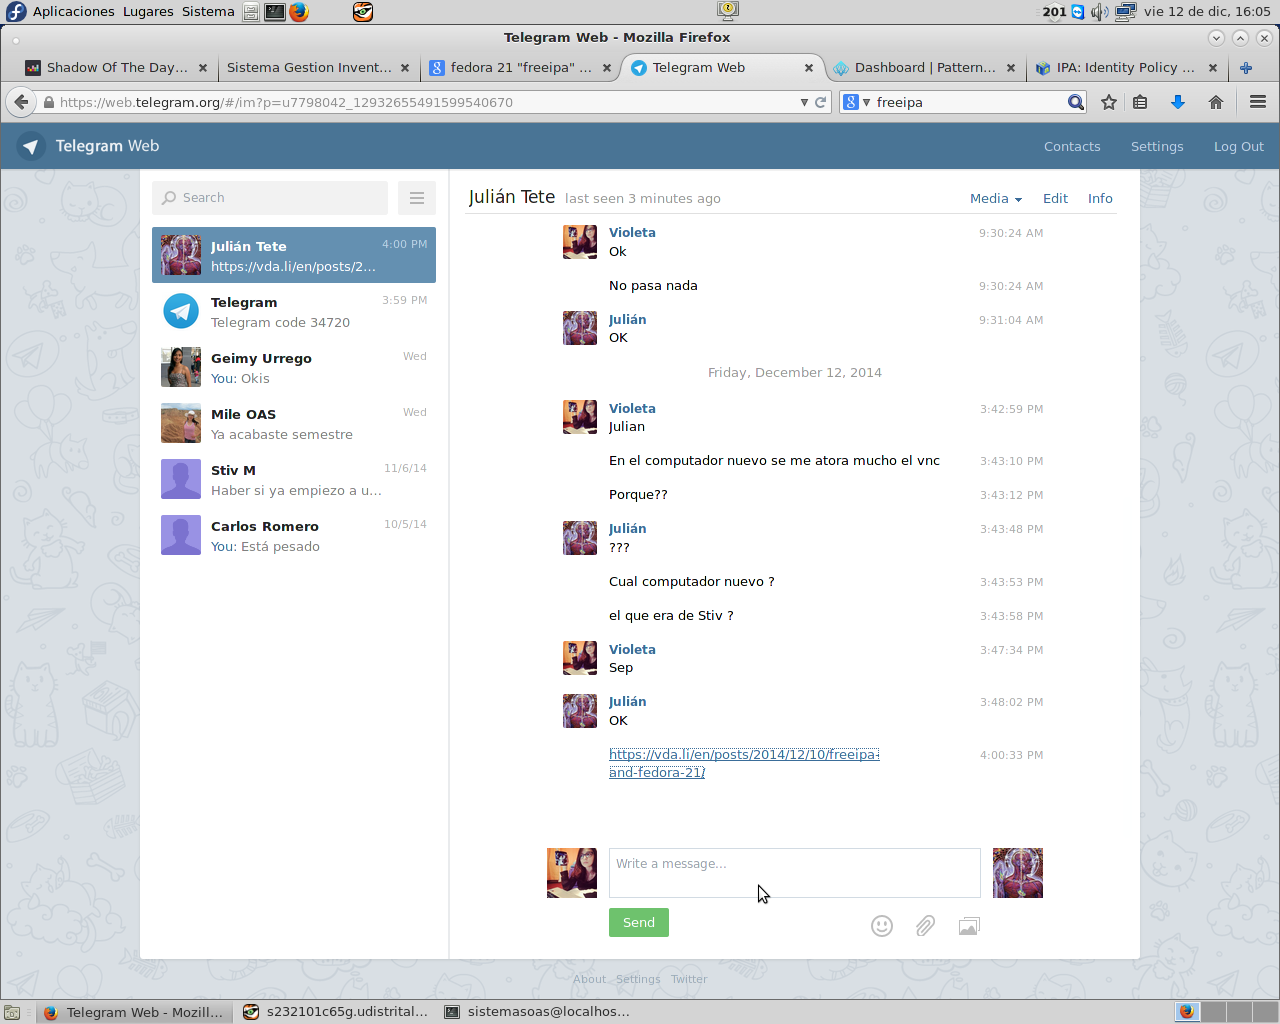 Aplicaciones Lugares Sistema 201 vie 12 de dic, 16:05
Telegram Web - Mozilla Firefox
Shadow Of The Day... Sistema Gestion Invent... fedora 21 "freeipa" ... Telegram Web Dashboard | Pattern... IPA: Identity Policy ...
https://web.telegram.org/#/im?p=u7798042_12932655491599540670 freeipa
Telegram Web Contacts Settings Log Out
Search
Julián Tete 4:00 PM
https://vda.li/en/posts/2...
Telegram 3:59 PM
Telegram code 34720
Geimy Urrego Wed
You: Okis
Mile OAS Wed
Ya acabaste semestre
Stiv M 11/6/14
Haber si ya empiezo a u...
Carlos Romero 10/5/14
You: Está pesado
Julián Tete last seen 3 minutes ago Media Edit Info
Violeta 9:30:24 AM
Ok
No pasa nada 9:30:24 AM
Julián 9:31:04 AM
OK
Friday, December 12, 2014
Violeta 3:42:59 PM
Julian
En el computador nuevo se me atora mucho el vnc 3:43:10 PM
Porque?? 3:43:12 PM
Julián 3:43:48 PM
???
Cual computador nuevo ? 3:43:53 PM
el que era de Stiv ? 3:43:58 PM
Violeta 3:47:34 PM
Sep
Julián 3:48:02 PM
OK
https://vda.li/en/posts/2014/12/10/freeipa- 4:00:33 PM
and-fedora-21/
Write a message...
Send
About Settings Twitter
Telegram Web - Mozill... s232101c65g.udistrital... sistemasoas@localhos...